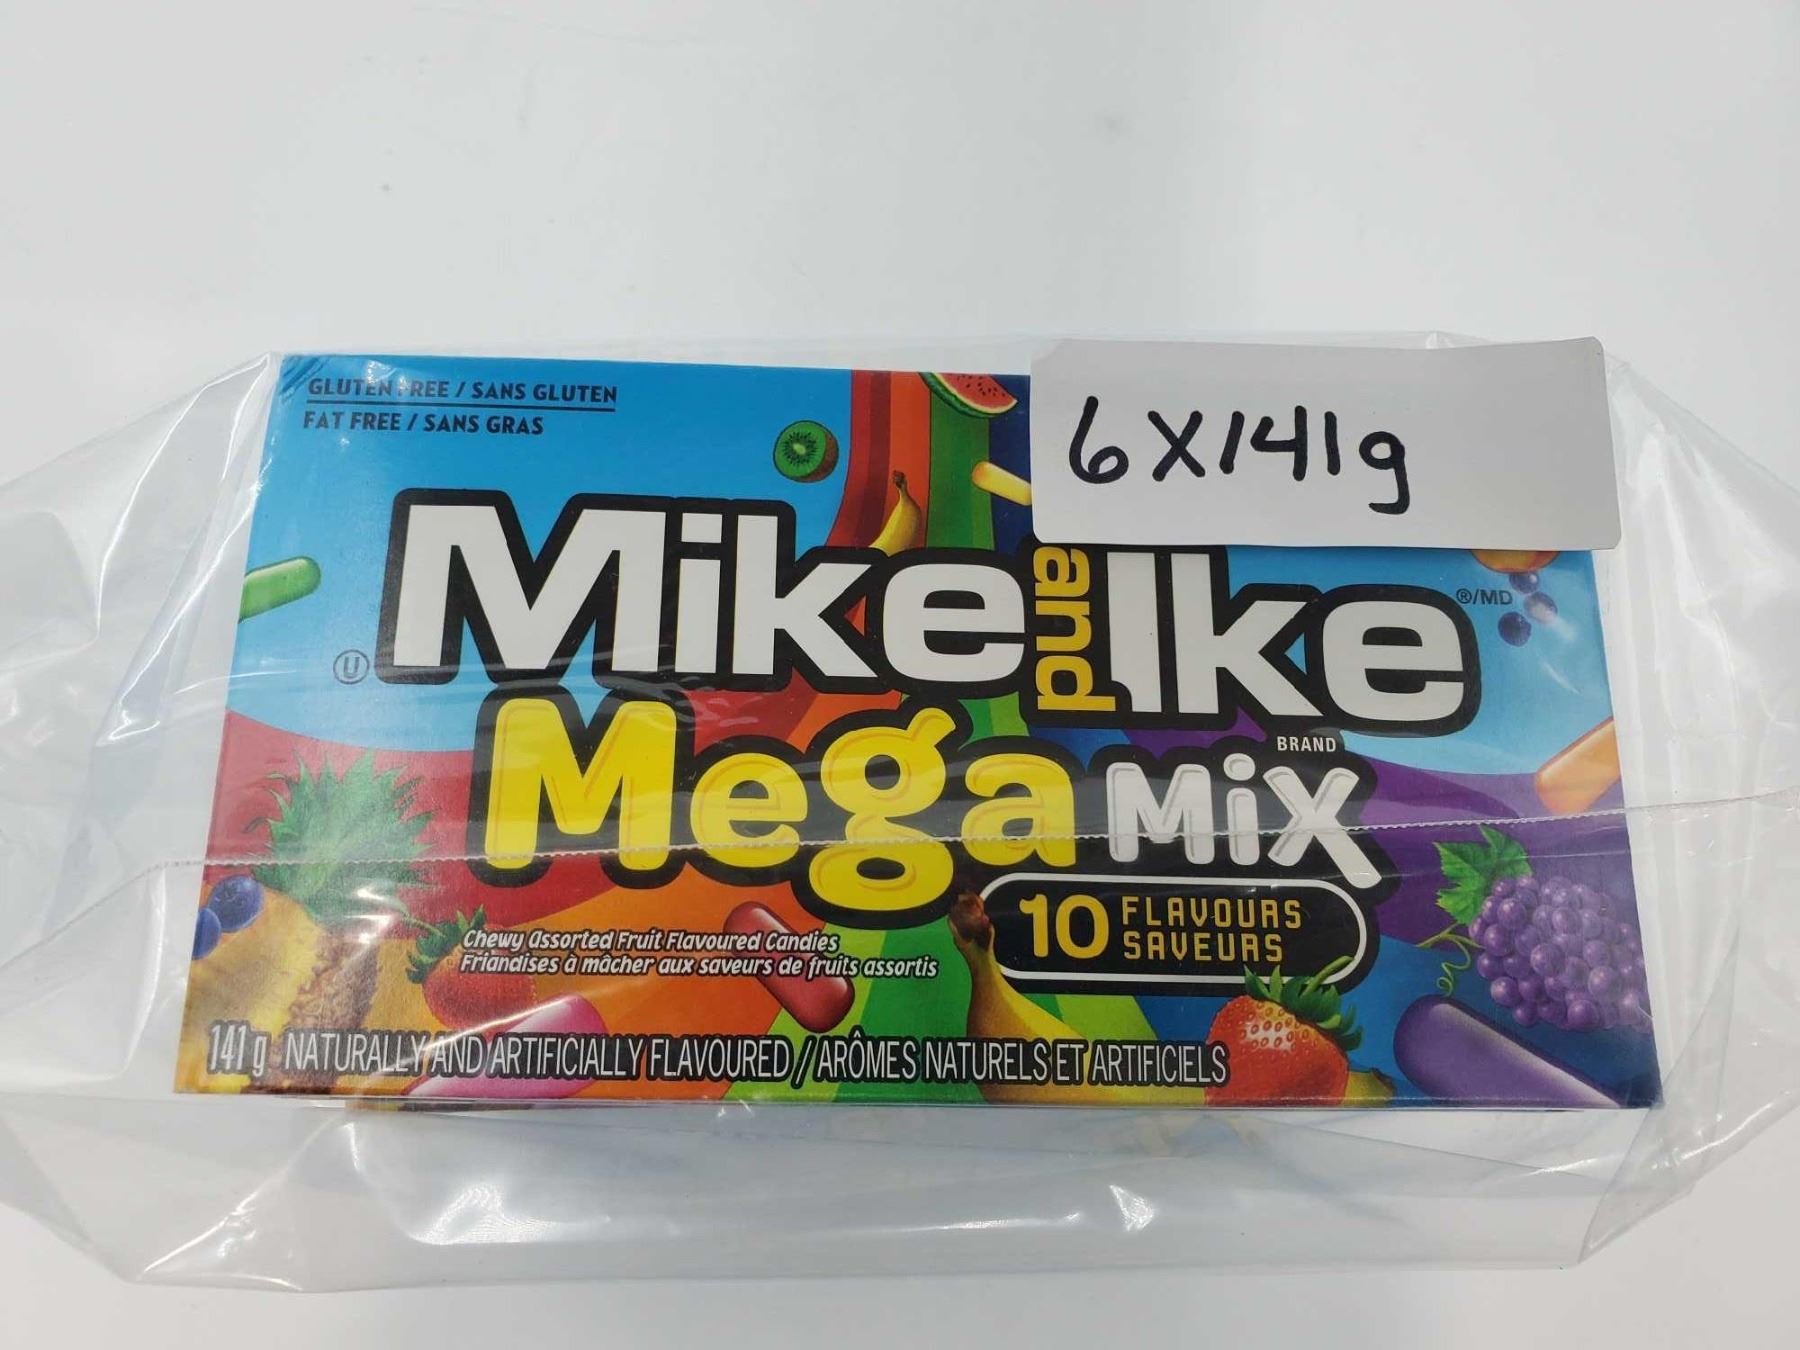 GLUTEN FREE / SANS GLUTEN
FAT FREE / SANS GRAS
6X141g
Mike and Ike
®/MD
U
BRAND
Mega MiX
10 FLAVOURS
SAVEURS
Chewy Assorted Fruit Flavoured Candies
Friandises à mâcher aux saveurs de fruits assortis
141 g NATURALLY AND ARTIFICIALLY FLAVOURED / ARÔMES NATURELS ET ARTIFICIELS